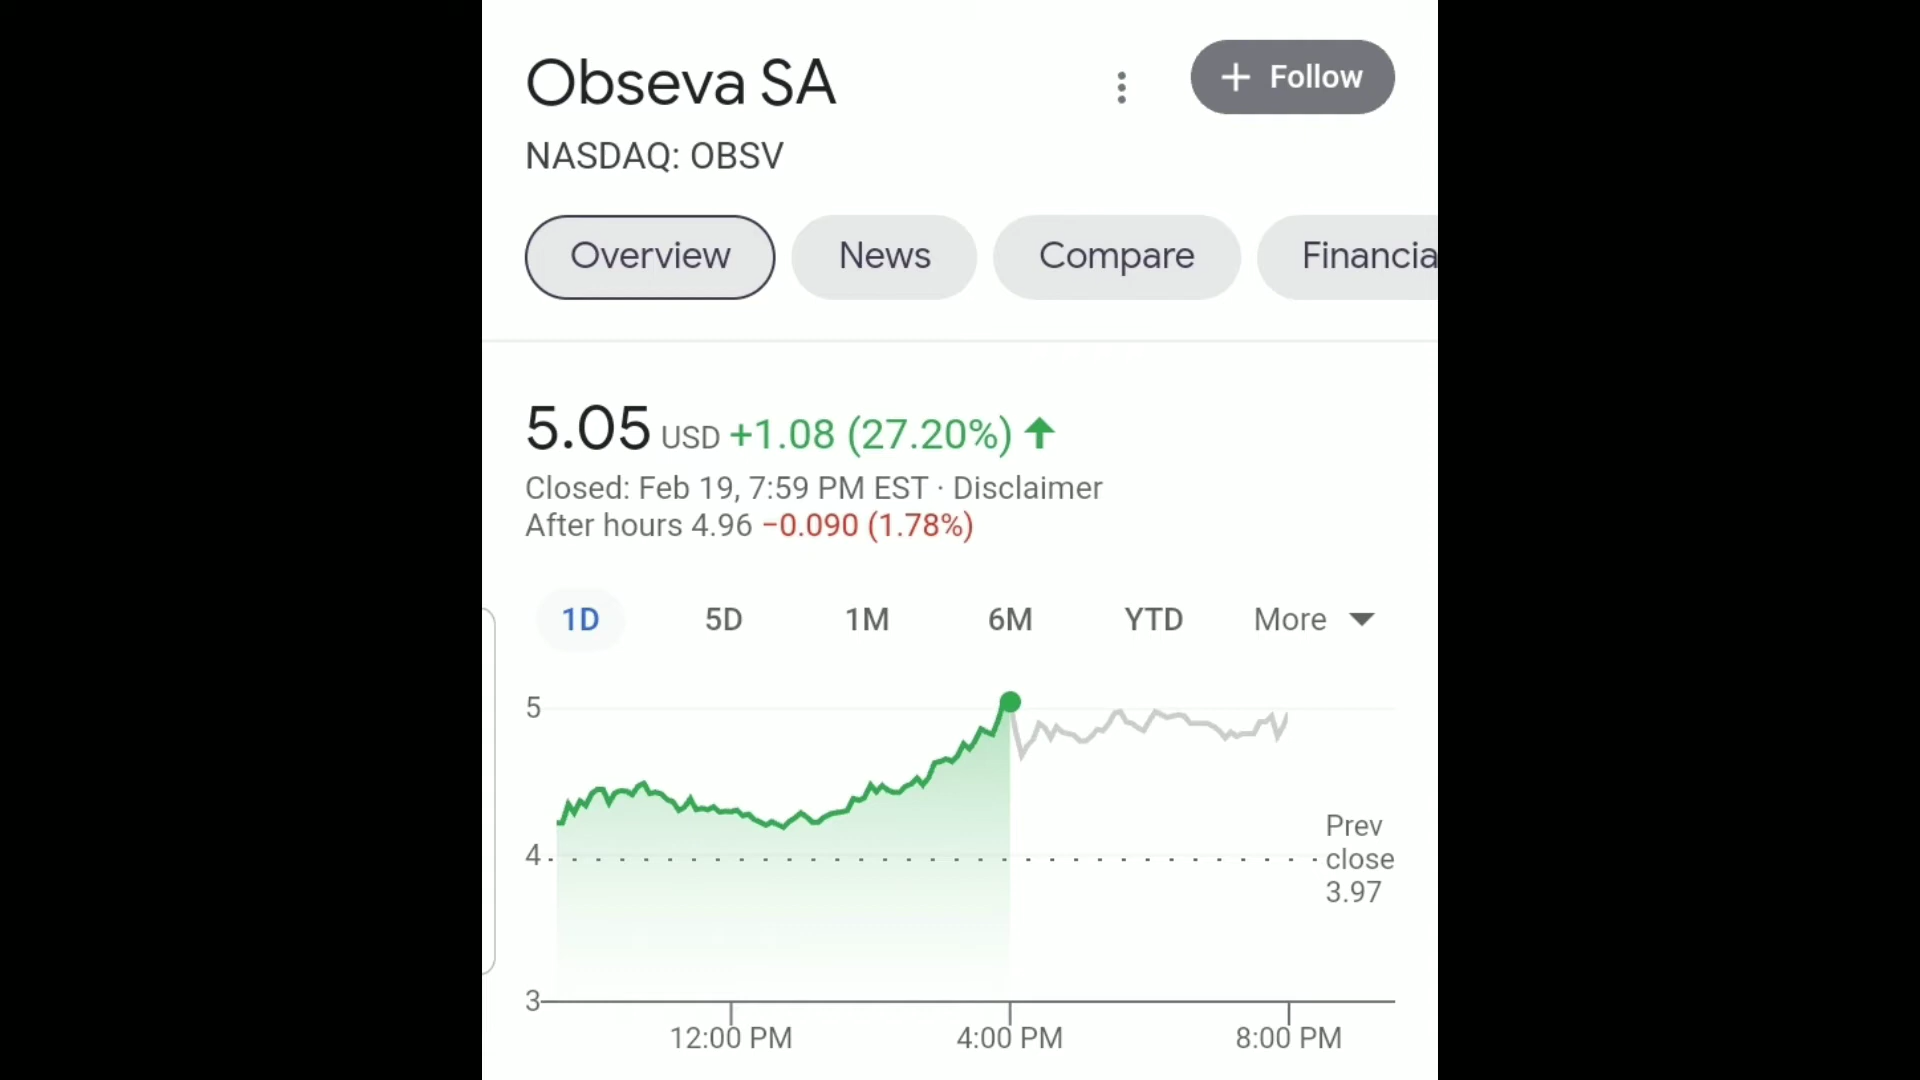 Obseva SA
+ Follow
NASDAQ: OBSV
Overview
News
Compare
Financia
5.05 USD +1.08 (27.20%)
Closed: Feb 19, 7:59 PM EST · Disclaimer
After hours 4.96 −0.090 (1.78%)
1D
5D
1M
6M
YTD
More
5
4
3
Prev
close
3.97
12:00 PM
4:00 PM
8:00 PM